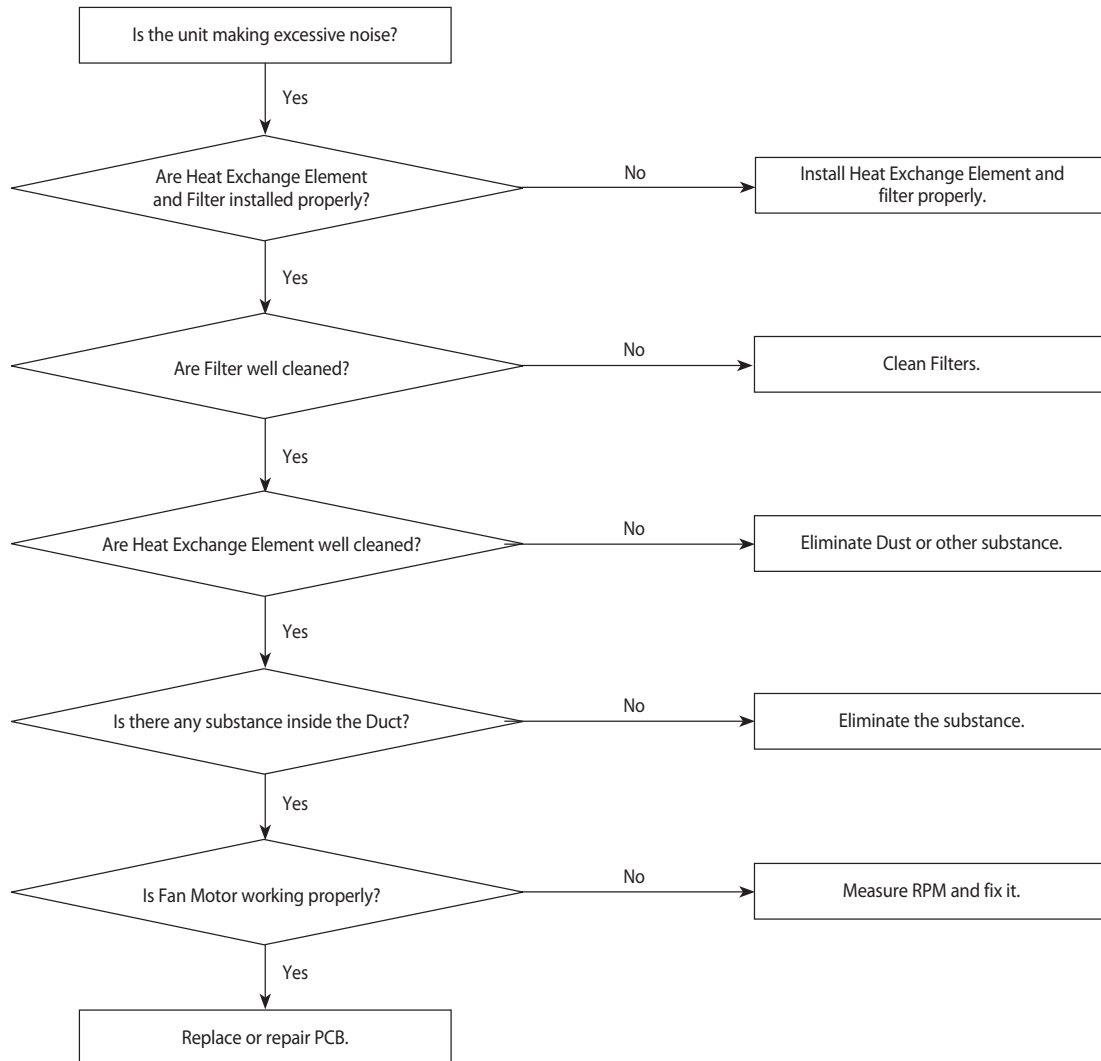 Is the unit making excessive noise?
Yes
Are Heat Exchange Element
and Filter installed properly?
No
Install Heat Exchange Element and
filter properly.
Yes
Are Filter well cleaned?
No
Clean Filters.
Yes
Are Heat Exchange Element well cleaned?
No
Eliminate Dust or other substance.
Yes
Is there any substance inside the Duct?
No
Eliminate the substance.
Yes
Is Fan Motor working properly?
No
Measure RPM and fix it.
Yes
Replace or repair PCB.